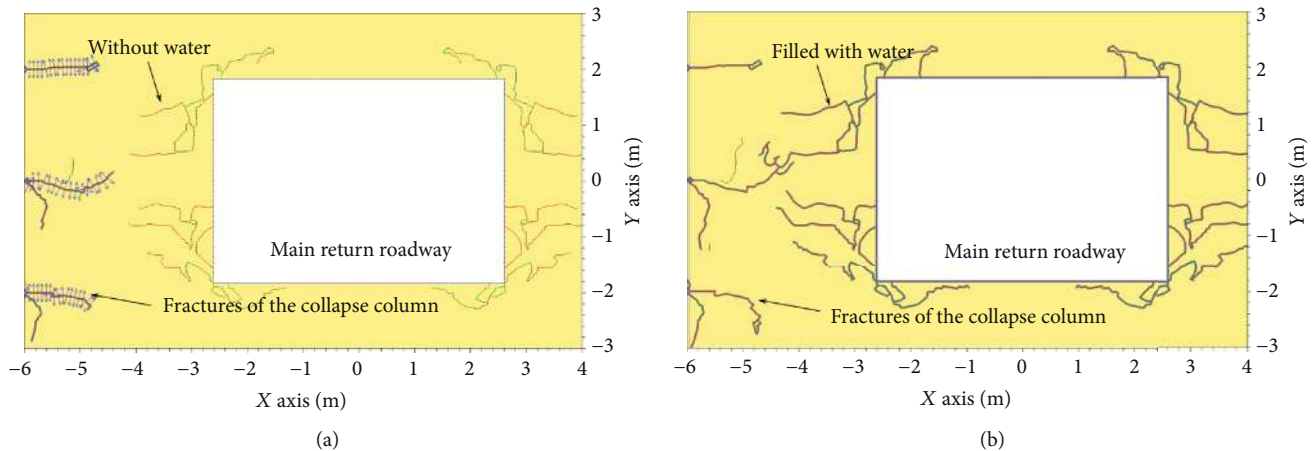 Without water
Main return roadway
Fractures of the collapse column
3
2
1
0
−1
−2
−3
Y axis (m)
−6 −5 −4 −3 −2 −1 0 1 2 3 4
X axis (m)
(a)
Filled with water
Main return roadway
Fractures of the collapse column
3
2
1
0
−1
−2
−3
Y axis (m)
−6 −5 −4 −3 −2 −1 0 1 2 3 4
X axis (m)
(b)